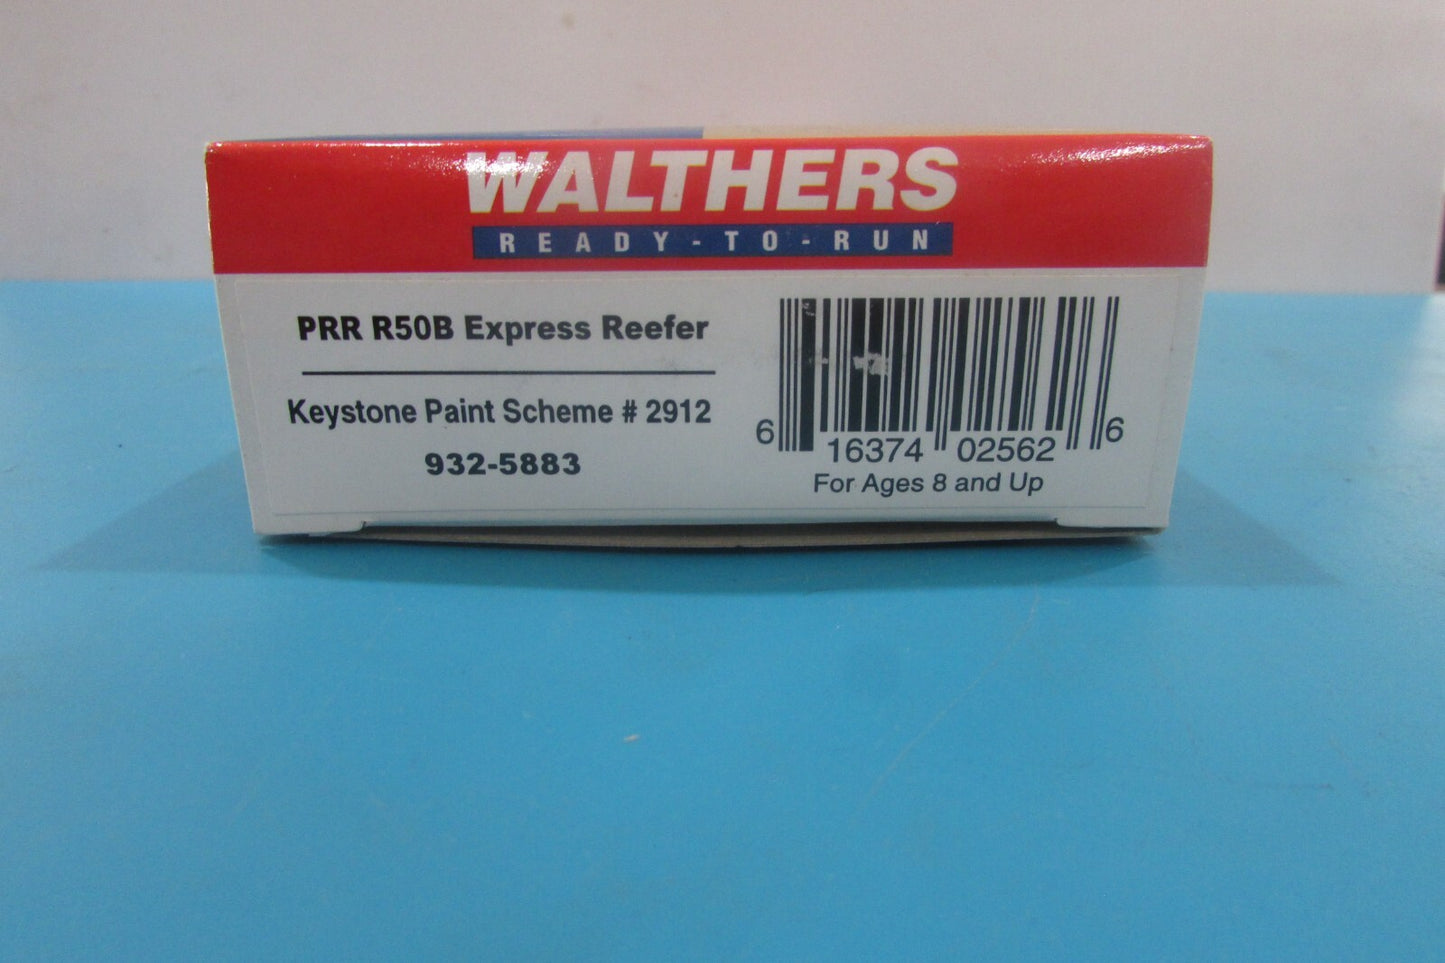 WALTHERS
READY-TO-RUN
PRR R50B Express Reefer
Keystone Paint Scheme # 2912
932-5883
6 16374 02562 6
For Ages 8 and Up